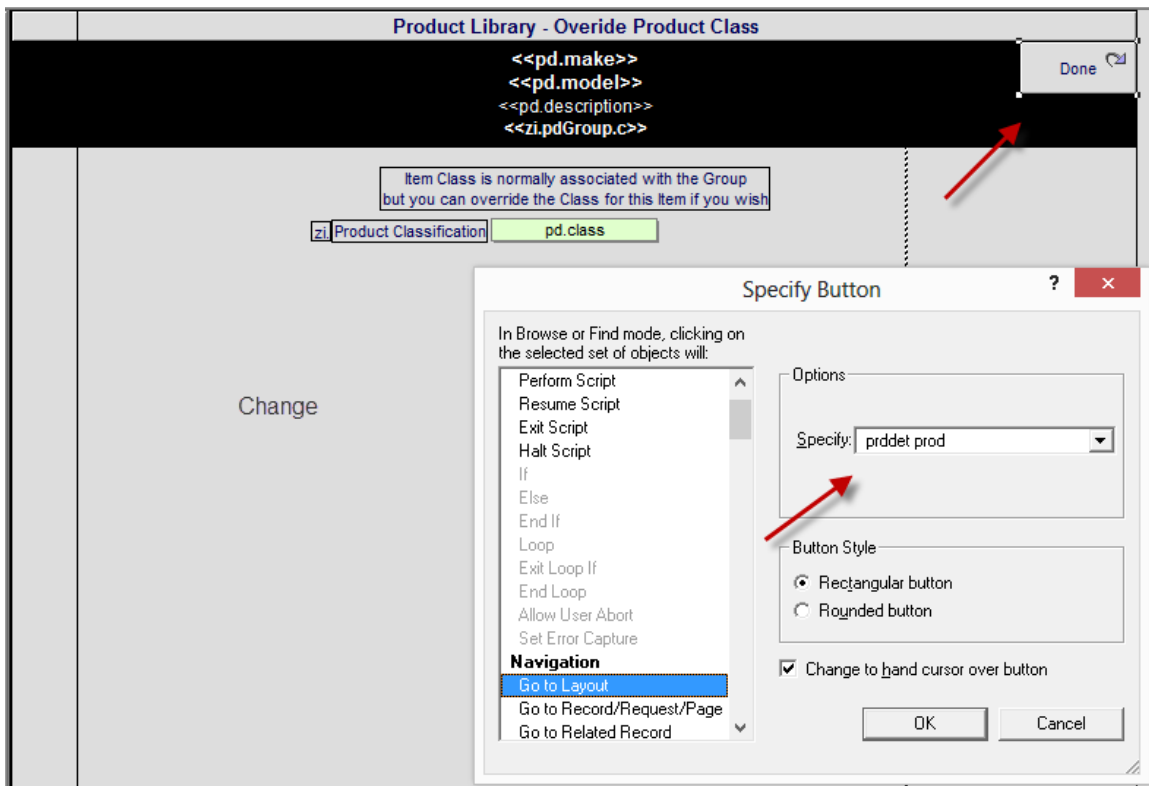 Product Library - Overide Product Class
<<pd.make>>
<<pd.model>>
<<pd.description>>
<<zi.pdGroup.c>>
Done
Item Class is normally associated with the Group
but you can override the Class for this Item if you wish
zi. Product Classification pd.class
Change
Specify Button
?
In Browse or Find mode, clicking on
the selected set of objects will:
Perform Script
Resume Script
Exit Script
Halt Script
If
Else
End If
Loop
Exit Loop If
End Loop
Allow User Abort
Set Error Capture
Navigation
Go to Layout
Go to Record/Request/Page
Go to Related Record
Options
Specify: prddet prod
Button Style
Rectangular button
Rounded button
Change to hand cursor over button
OK Cancel